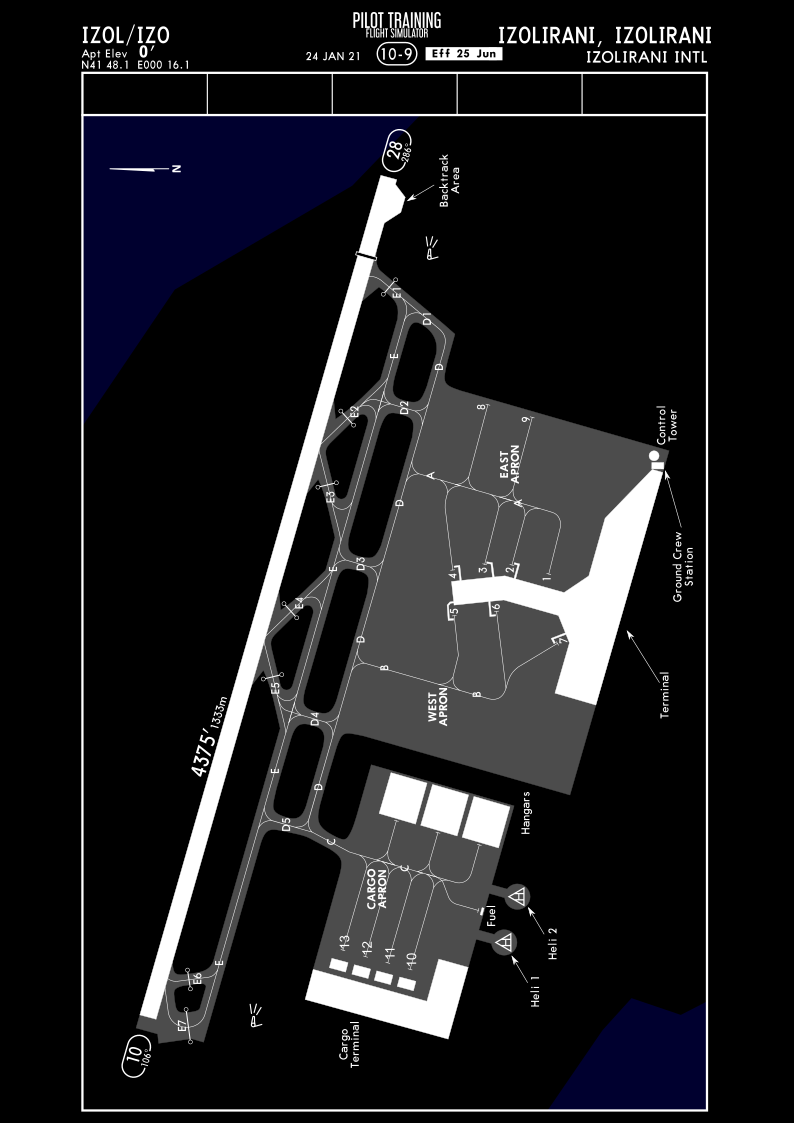 IZOL/IZO
Apt Elev 0'
N41 48.1 E000 16.1
PILOT TRAINING
FLIGHT SIMULATOR
24 JAN 21
10-9
Eff 25 Jun
IZOLIRANI, IZOLIRANI
IZOLIRANI INTL
N
28
286°
Backtrack
Area
E1
D1
E
D
E2
D2
8
9
EAST
APRON
A
A
Control
Tower
E3
D
E
D3
4
3
2
1
Ground Crew
Station
E4
5
6
7
D
B
B
E5
D4
WEST
APRON
Terminal
4375' 1333m
E
D
D5
C
Hangars
C
CARGO
APRON
Fuel
13
12
11
10
H
Heli 2
H
Heli 1
E
E6
E7
Cargo
Terminal
10
106°